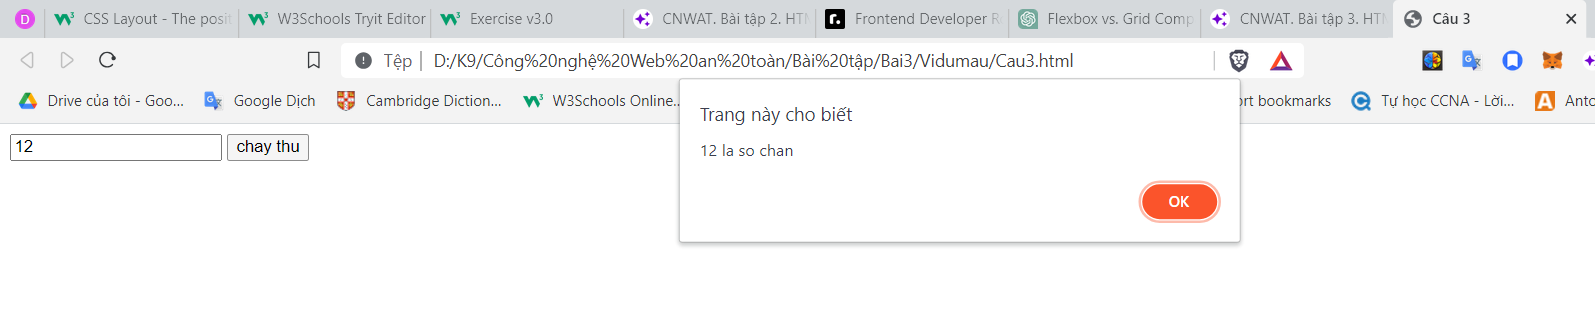 D
CSS Layout - The posit
W3Schools Tryit Editor
Exercise v3.0
CNWAT. Bài tập 2. HTM
Frontend Developer Ro
Flexbox vs. Grid Comp
CNWAT. Bài tập 3. HTM
Câu 3
Tệp
D:/K9/Công%20nghệ%20Web%20an%20toàn/Bài%20tập/Bai3/Vidumau/Cau3.html
Drive của tôi - Goo...
Google Dịch
Cambridge Diction...
W3Schools Online...
rt bookmarks
Tự học CCNA - Lời...
Anto
12
chay thu
Trang này cho biết
12 la so chan
OK